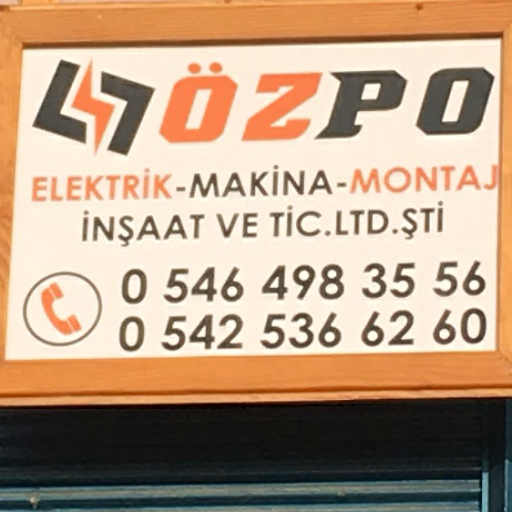 ÖZPO
ELEKTRİK-MAKİNA-MONTAJ
İNŞAAT VE TİC.LTD.ŞTİ
0 546 498 35 56
0 542 536 62 60